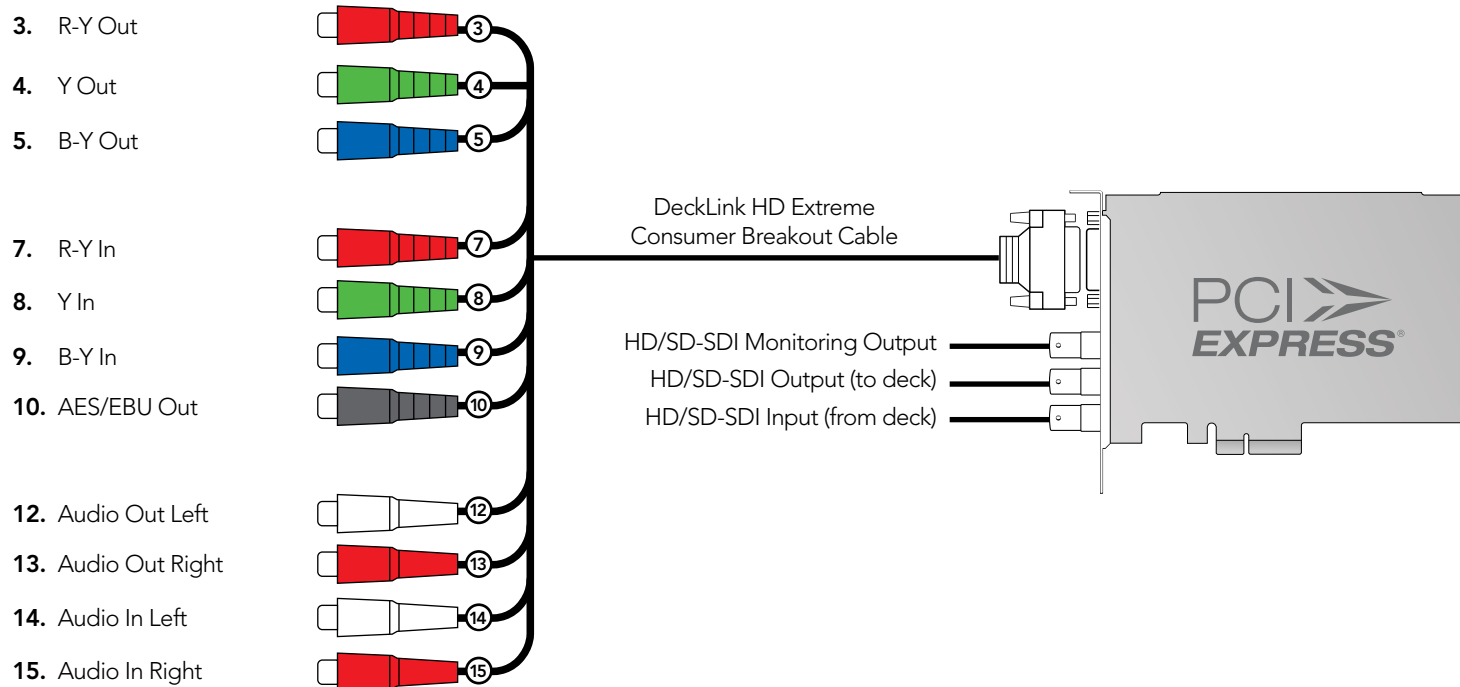 3. R-Y Out
4. Y Out
5. B-Y Out
7. R-Y In
8. Y In
9. B-Y In
10. AES/EBU Out
12. Audio Out Left
13. Audio Out Right
14. Audio In Left
15. Audio In Right
3
4
5
7
8
9
10
12
13
14
15
DeckLink HD Extreme
Consumer Breakout Cable
HD/SD-SDI Monitoring Output
HD/SD-SDI Output (to deck)
HD/SD-SDI Input (from deck)
PCI
EXPRESS®